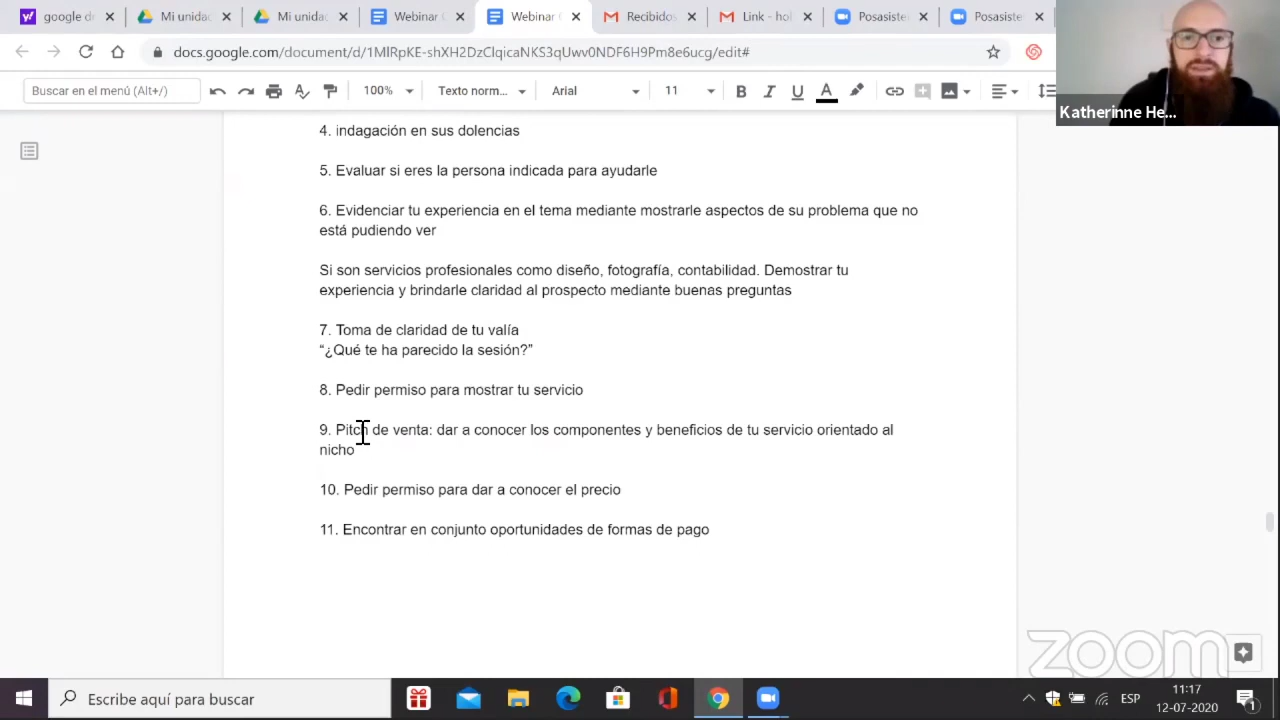 google dr
Mi unidad
Mi unidad
Webinar
Webinar
Recibidos
Link - hol
Posasiste
Posasiste
docs.google.com/document/d/1MlRpKE-shXH2DzClqicaNKS3qUwv0NDF6H9Pm8e6ucg/edit#
Buscar en el menú (Alt+/)
100%
Texto norm...
Arial
11
B I U A
Katherinne He...
4. indagación en sus dolencias
5. Evaluar si eres la persona indicada para ayudarle
6. Evidenciar tu experiencia en el tema mediante mostrarle aspectos de su problema que no
está pudiendo ver
Si son servicios profesionales como diseño, fotografía, contabilidad. Demostrar tu
experiencia y brindarle claridad al prospecto mediante buenas preguntas
7. Toma de claridad de tu valía
“¿Qué te ha parecido la sesión?”
8. Pedir permiso para mostrar tu servicio
9. Pitch de venta: dar a conocer los componentes y beneficios de tu servicio orientado al
nicho
10. Pedir permiso para dar a conocer el precio
11. Encontrar en conjunto oportunidades de formas de pago
zoom
Escribe aquí para buscar
ESP
11:17
12-07-2020
1